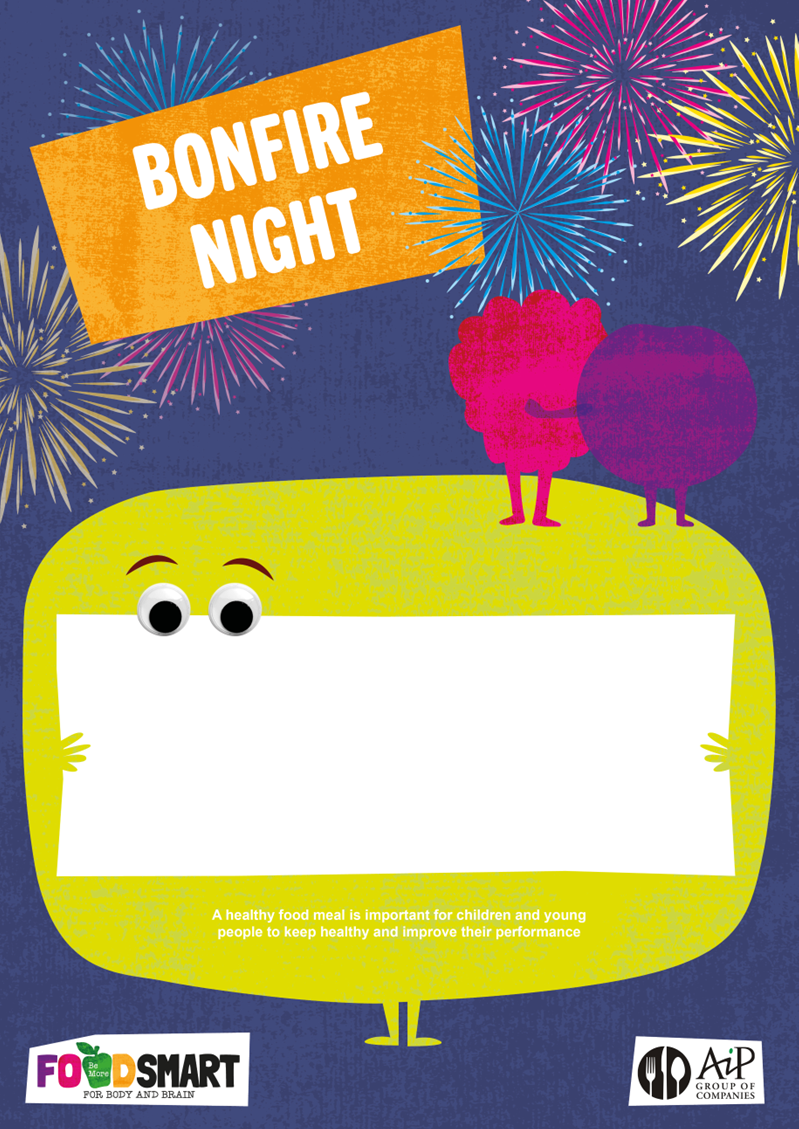 BONFIRE
NIGHT
A healthy food meal is important for children and young
people to keep healthy and improve their performance
FOODSMART
Be
More
FOR BODY AND BRAIN
AiP
GROUP OF
COMPANIES